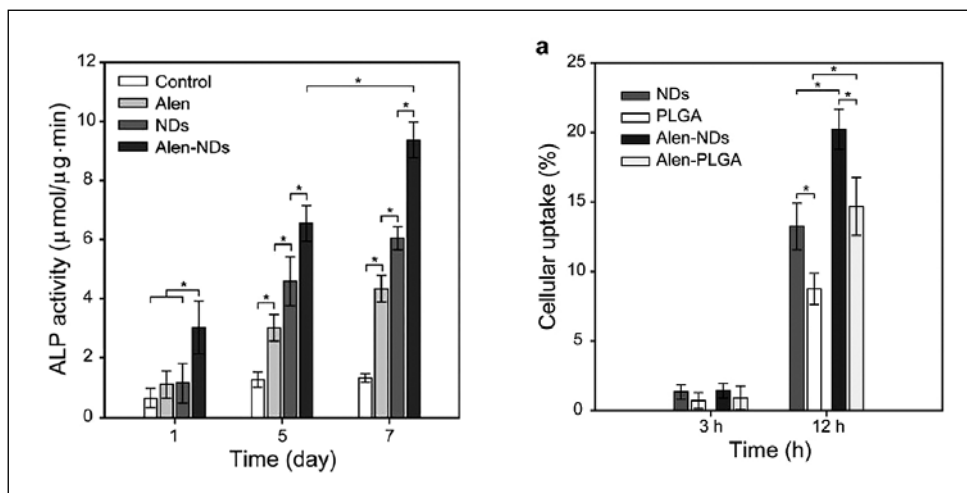 12
10
8
6
4
2
0
ALP activity (μmol/μg·min)
Control
Alen
NDs
Alen-NDs
*
*
*
*
*
*
*
*
1
5
7
Time (day)
a
25
20
15
10
5
0
Cellular uptake (%)
NDs
PLGA
Alen-NDs
Alen-PLGA
*
*
*
*
3 h
12 h
Time (h)